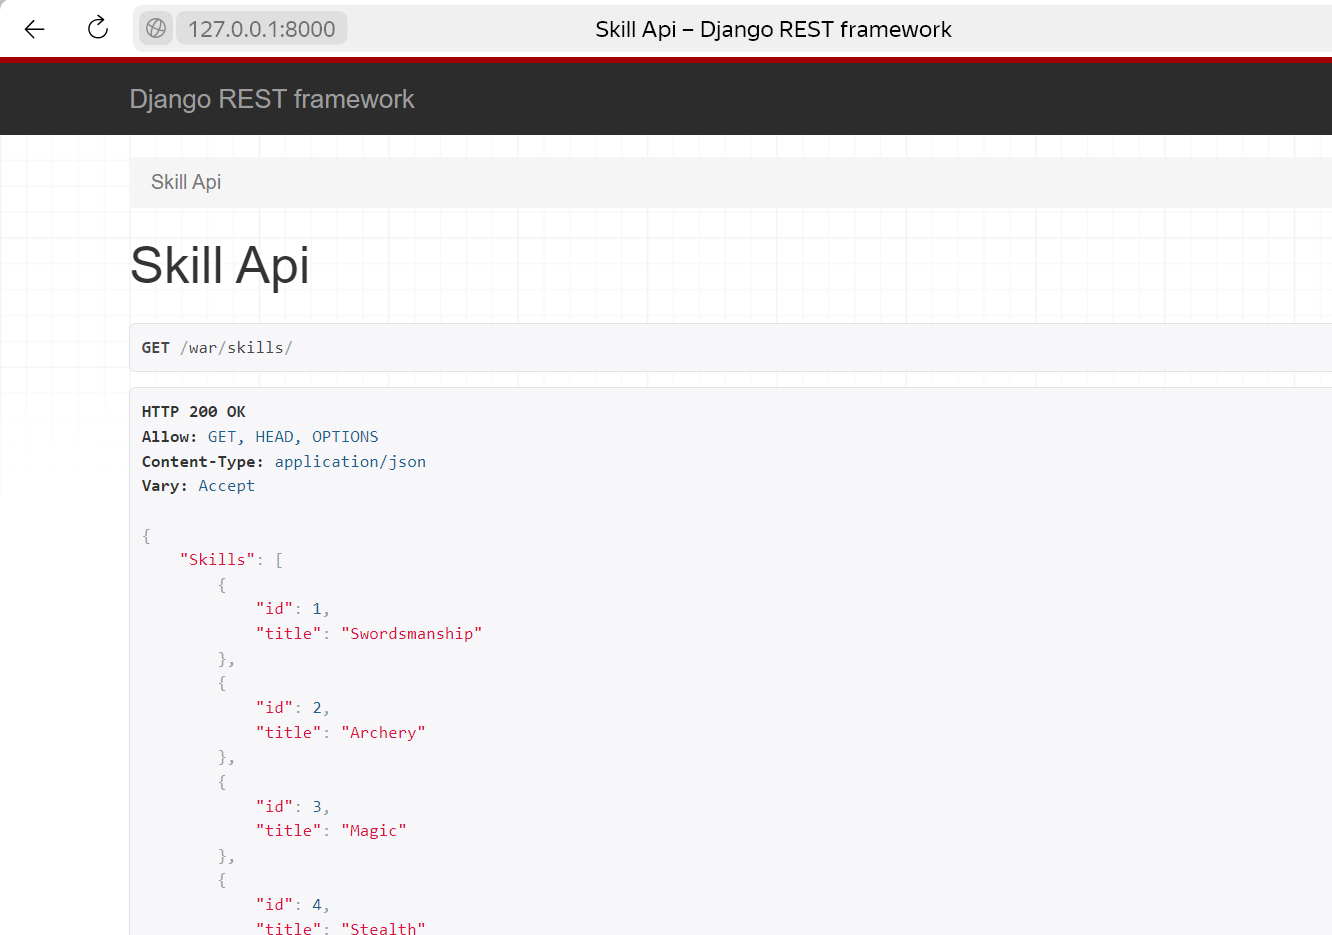 127.0.0.1:8000 Skill Api – Django REST framework
Django REST framework
Skill Api
Skill Api
GET /war/skills/
HTTP 200 OK
Allow: GET, HEAD, OPTIONS
Content-Type: application/json
Vary: Accept
{
"Skills": [
{
"id": 1,
"title": "Swordsmanship"
},
{
"id": 2,
"title": "Archery"
},
{
"id": 3,
"title": "Magic"
},
{
"id": 4,
"title": "Stealth"